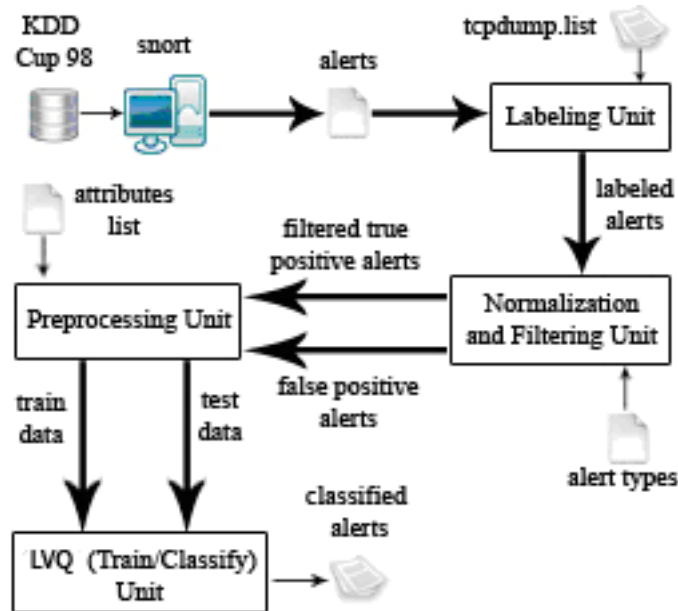 KDD
Cup 98
snort
alerts
tcpdump.list
Labeling Unit
attributes
list
labeled
alerts
filtered true
positive alerts
Preprocessing Unit
Normalization
and Filtering Unit
false positive
alerts
train
data
test
data
alert types
classified
alerts
LVQ (Train/Classify)
Unit